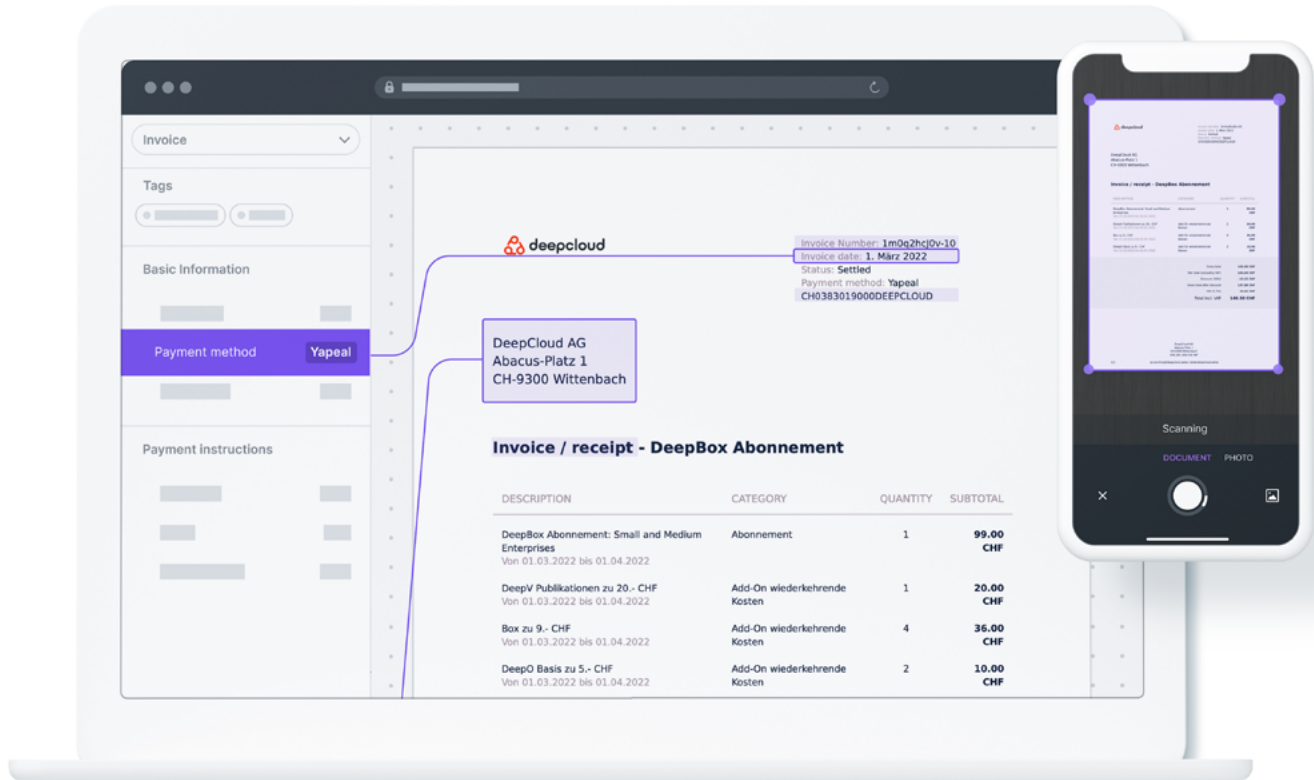 Invoice
Tags
Basic Information
Payment method Yapeal
Payment instructions
deepcloud
Invoice Number: 1m0q2hcJ0v-10
Invoice date: 1. März 2022
Status: Settled
Payment method: Yapeal
CH0383019000DEEPCLOUD
DeepCloud AG
Abacus-Platz 1
CH-9300 Wittenbach
Invoice / receipt - DeepBox Abonnement
DESCRIPTION CATEGORY QUANTITY SUBTOTAL
DeepBox Abonnement: Small and Medium Abonnement 1 99.00
Enterprises CHF
Von 01.03.2022 bis 01.04.2022
DeepV Publikationen zu 20.- CHF Add-On wiederkehrende 1 20.00
Von 01.03.2022 bis 01.04.2022 Kosten CHF
Box zu 9.- CHF Add-On wiederkehrende 4 36.00
Von 01.03.2022 bis 01.04.2022 Kosten CHF
DeepO Basis zu 5.- CHF Add-On wiederkehrende 2 10.00
Von 01.03.2022 bis 01.04.2022 Kosten CHF
deepcloud
Invoice / receipt - DeepBox Abonnement
Scanning
DOCUMENT PHOTO